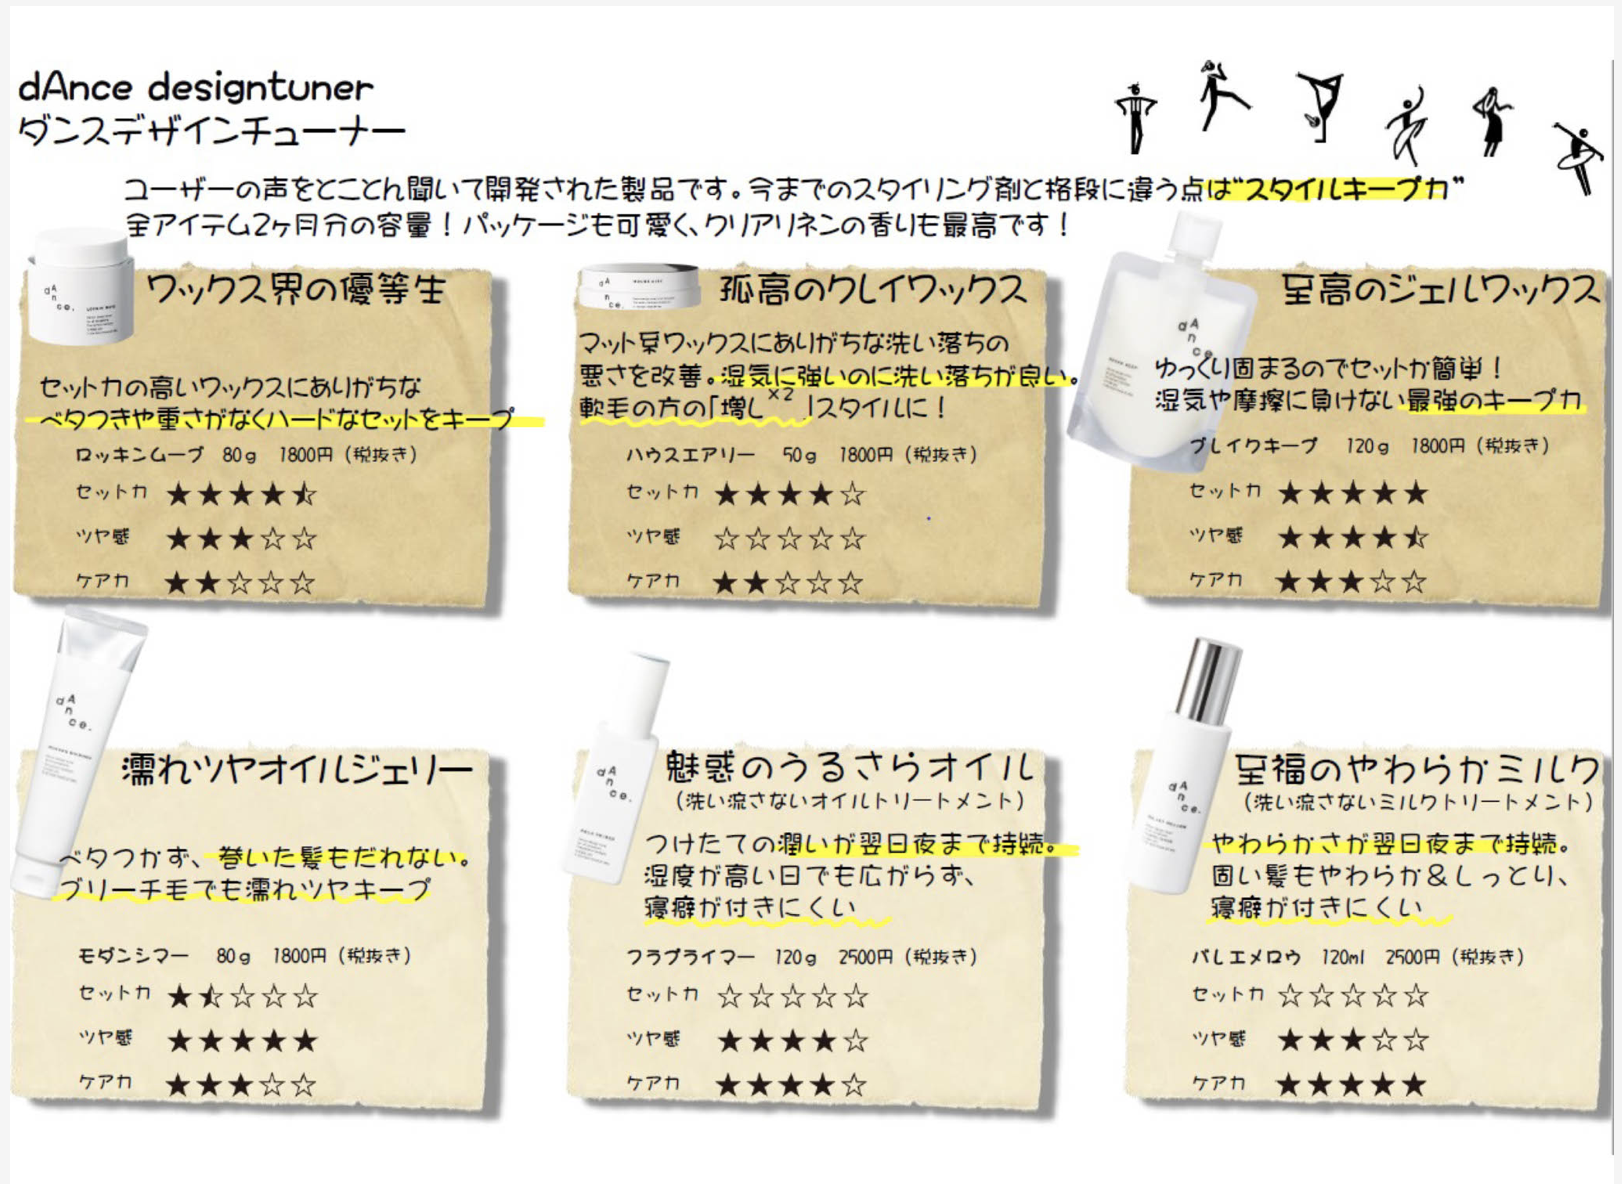 dAnce designtuner
ダンスデザインチューナー
ユーザーの声をとことん聞いて開発された製品です。今までのスタイリング剤と格段に違う点は“スタイルキープ力”
全アイテム2ヶ月分の容量！パッケージも可愛く、クリアリネンの香りも最高です！
dAnce.
ワックス界の優等生
セット力の高いワックスにありがちな
ベタつきや重さがなくハードなセットをキープ
ロッキンムーブ 80g 1800円（税抜き）
セット力 ★★★★⯪
ツヤ感 ★★★☆☆
ケア力 ★★☆☆☆
dAnce.
孤高のクレイワックス
マット系ワックスにありがちな洗い落ちの
悪さを改善。湿気に強いのに洗い落ちが良い。
軟毛の方の「増し×2」スタイルに！
ハウスエアリー 50g 1800円（税抜き）
セット力 ★★★★☆
ツヤ感 ☆☆☆☆☆
ケア力 ★★☆☆☆
dAnce.
至高のジェルワックス
ゆっくり固まるのでセットが簡単！
湿気や摩擦に負けない最強のキープ力
ブレイクキープ 120g 1800円（税抜き）
セット力 ★★★★★
ツヤ感 ★★★★⯪
ケア力 ★★★☆☆
dAnce.
濡れツヤオイルジェリー
ベタつかず、巻いた髪もだれない。
ブリーチ毛でも濡れツヤキープ
モダンシマー 80g 1800円（税抜き）
セット力 ★⯪☆☆☆
ツヤ感 ★★★★★
ケア力 ★★★☆☆
dAnce.
魅惑のうるさらオイル
（洗い流さないオイルトリートメント）
つけたての潤いが翌日夜まで持続。
湿度が高い日でも広がらず、
寝癖が付きにくい
フラプライマー 120g 2500円（税抜き）
セット力 ☆☆☆☆☆
ツヤ感 ★★★★☆
ケア力 ★★★★☆
dAnce.
至福のやわらかミルク
（洗い流さないミルクトリートメント）
やわらかさが翌日夜まで持続。
固い髪もやわらか＆しっとり、
寝癖が付きにくい
バレエメロウ 120ml 2500円（税抜き）
セット力 ☆☆☆☆☆
ツヤ感 ★★★☆☆
ケア力 ★★★★★